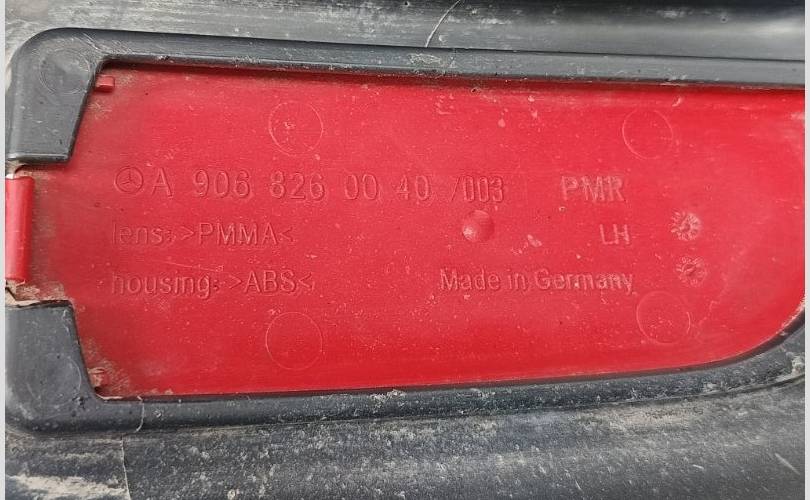 A 906 826 00 40 /003 PMR
lens: >PMMA< LH
housing: >ABS< Made in Germany